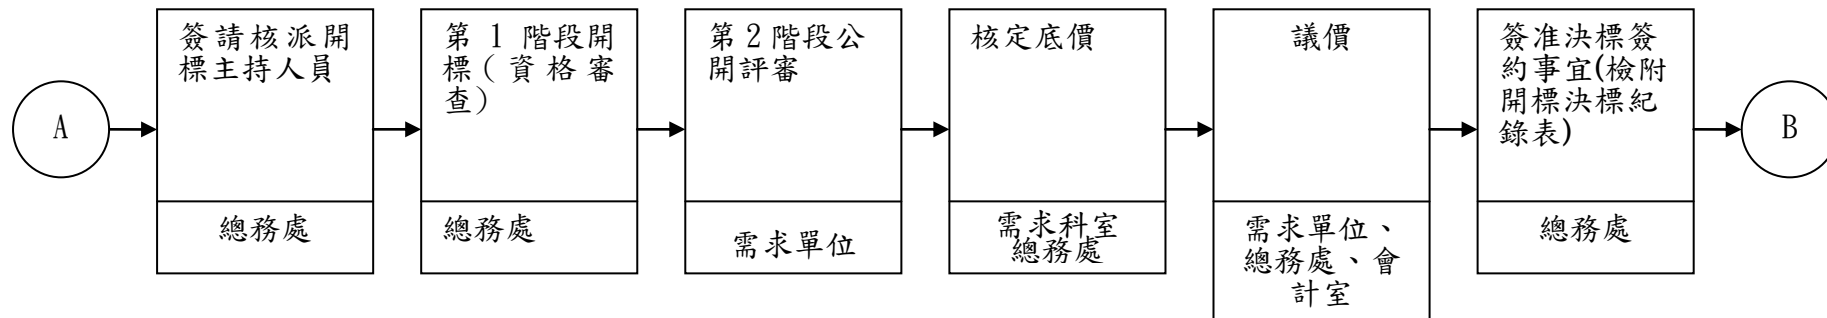 A
簽請核派開
標主持人員
總務處
第 1 階段開
標（資格審
查）
總務處
第 2 階段公
開評審
需求單位
核定底價
需求科室
總務處
議價
需求單位、
總務處、會
計室
簽准決標簽
約事宜(檢附
開標決標紀
錄表)
總務處
B